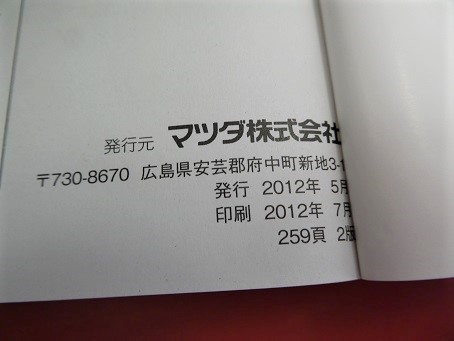 発行元 マツダ株式会社
〒730-8670 広島県安芸郡府中町新地3-1
発行 2012年 5月
印刷 2012年 7月
259頁 2版